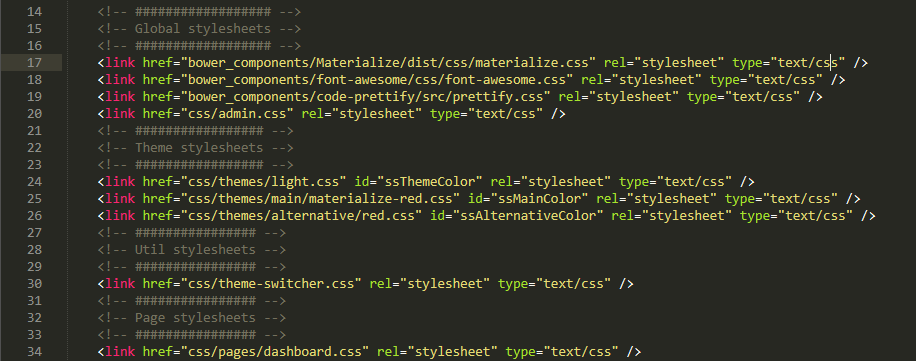 14 <!-- ################## -->
15 <!-- Global stylesheets -->
16 <!-- ################## -->
17 <link href="bower_components/Materialize/dist/css/materialize.css" rel="stylesheet" type="text/css" />
18 <link href="bower_components/font-awesome/css/font-awesome.css" rel="stylesheet" type="text/css" />
19 <link href="bower_components/code-prettify/src/prettify.css" rel="stylesheet" type="text/css" />
20 <link href="css/admin.css" rel="stylesheet" type="text/css" />
21 <!-- ################# -->
22 <!-- Theme stylesheets -->
23 <!-- ################# -->
24 <link href="css/themes/light.css" id="ssThemeColor" rel="stylesheet" type="text/css" />
25 <link href="css/themes/main/materialize-red.css" id="ssMainColor" rel="stylesheet" type="text/css" />
26 <link href="css/themes/alternative/red.css" id="ssAlternativeColor" rel="stylesheet" type="text/css" />
27 <!-- ################ -->
28 <!-- Util stylesheets -->
29 <!-- ################ -->
30 <link href="css/theme-switcher.css" rel="stylesheet" type="text/css" />
31 <!-- ################ -->
32 <!-- Page stylesheets -->
33 <!-- ################ -->
34 <link href="css/pages/dashboard.css" rel="stylesheet" type="text/css" />